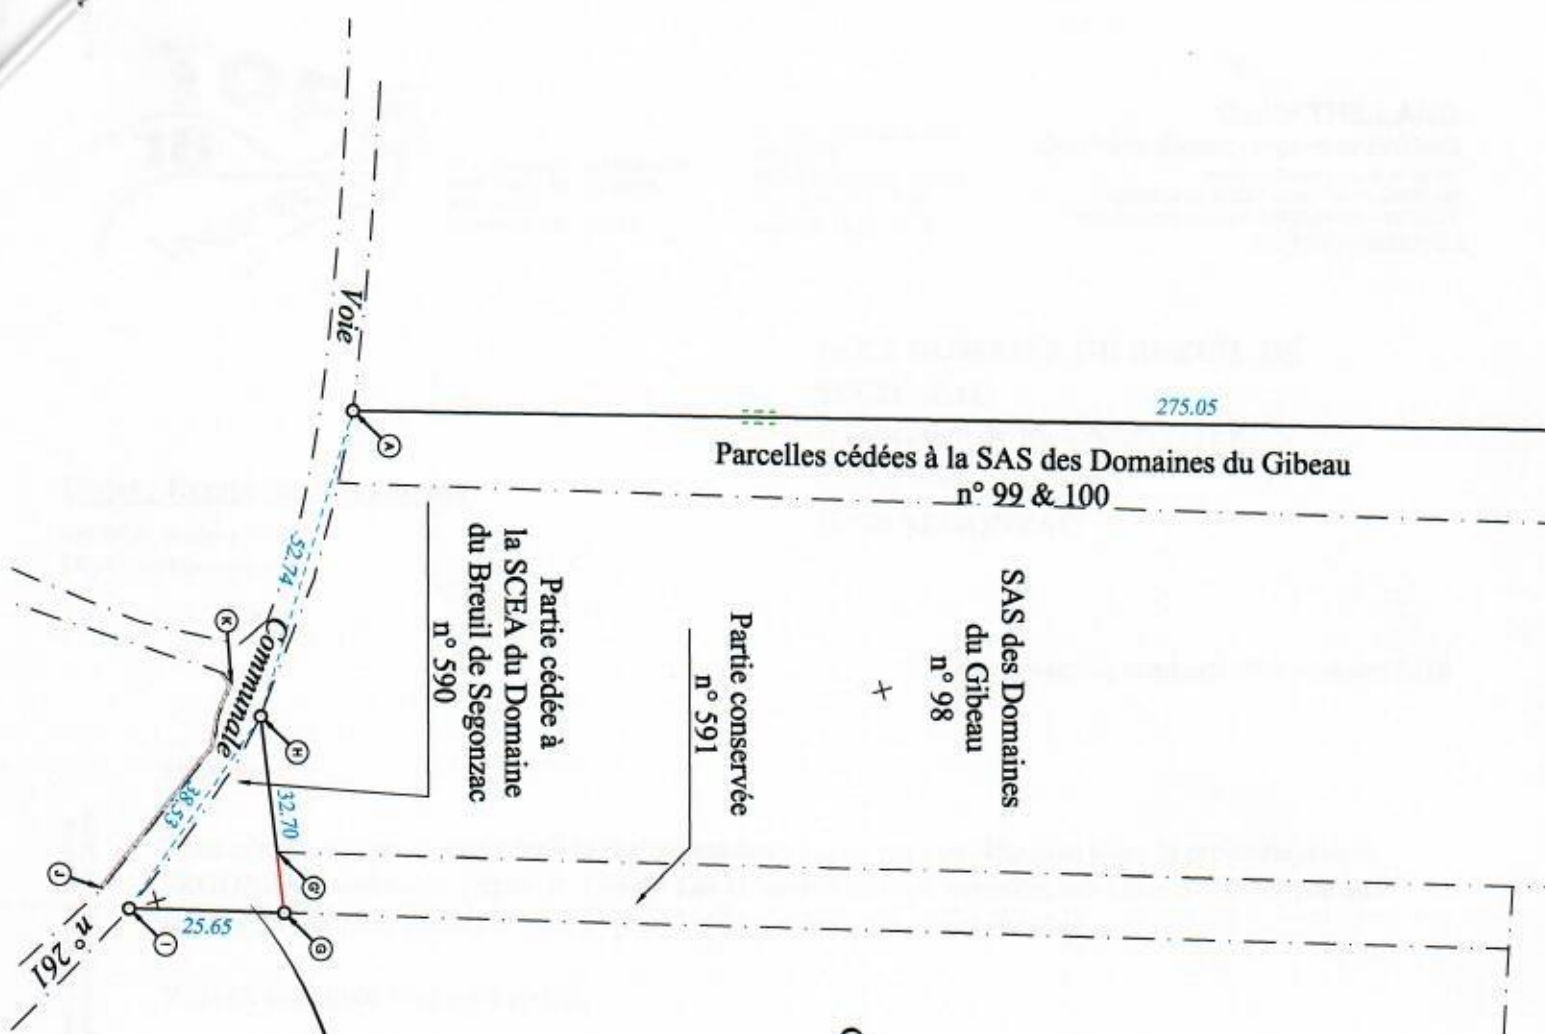 275.05
Voie
A
Parcelles cédées à la SAS des Domaines du Gibeau
n° 99 & 100
52.74
SAS des Domaines
du Gibeau
n° 98
Partie conservée
n° 591
Partie cédée à
la SCEA du Domaine
du Breuil de Segonzac
n° 590
K
Communale
H
32.70
38.53
J
G'
G
25.65
I
n° 261